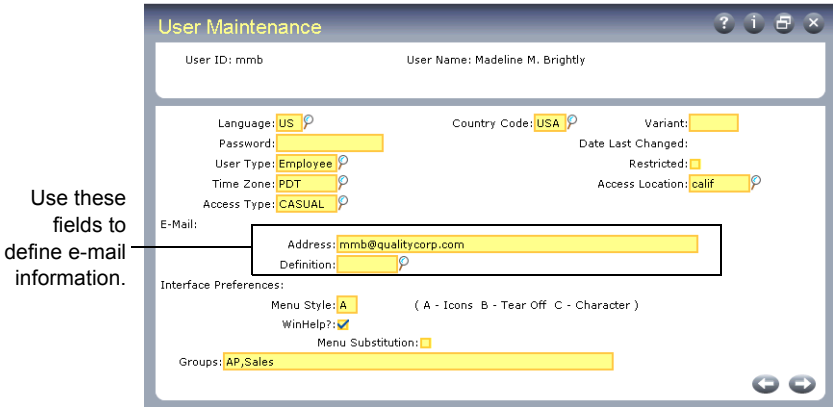 User Maintenance
User ID: mmb User Name: Madeline M. Brightly
Language: US Country Code: USA Variant:
Password: Date Last Changed:
User Type: Employee Restricted:
Time Zone: PDT Access Location: calif
Access Type: CASUAL
Use these
fields to
define e-mail
information.
E-Mail:
Address: mmb@qualitycorp.com
Definition:
Interface Preferences:
Menu Style: A ( A - Icons B - Tear Off C - Character )
WinHelp?:
Menu Substitution:
Groups: AP,Sales